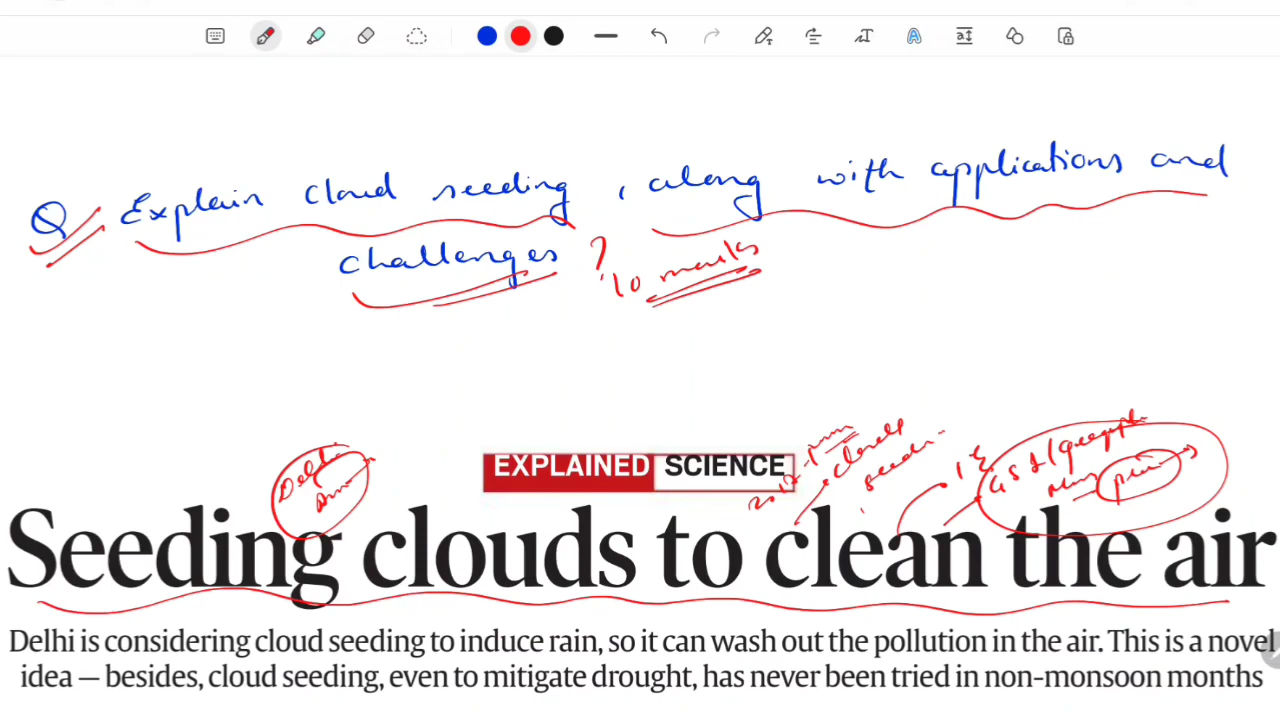 Q Explain cloud seeding, along with applications and
challenges ?
10 marks
Delhi
cloud
EXPLAINED SCIENCE
Seeding clouds to clean the air
Delhi is considering cloud seeding to induce rain, so it can wash out the pollution in the air. This is a novel
idea — besides, cloud seeding, even to mitigate drought, has never been tried in non-monsoon months